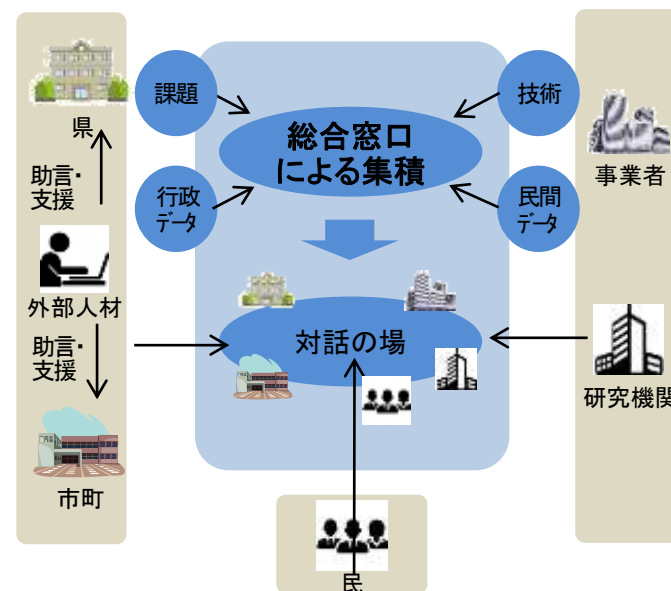 県
助言・
支援
外部人材
助言・
支援
市町
課題
行政
データ
総合窓口
による集積
技術
民間
データ
対話の場
事業者
研究機関
民